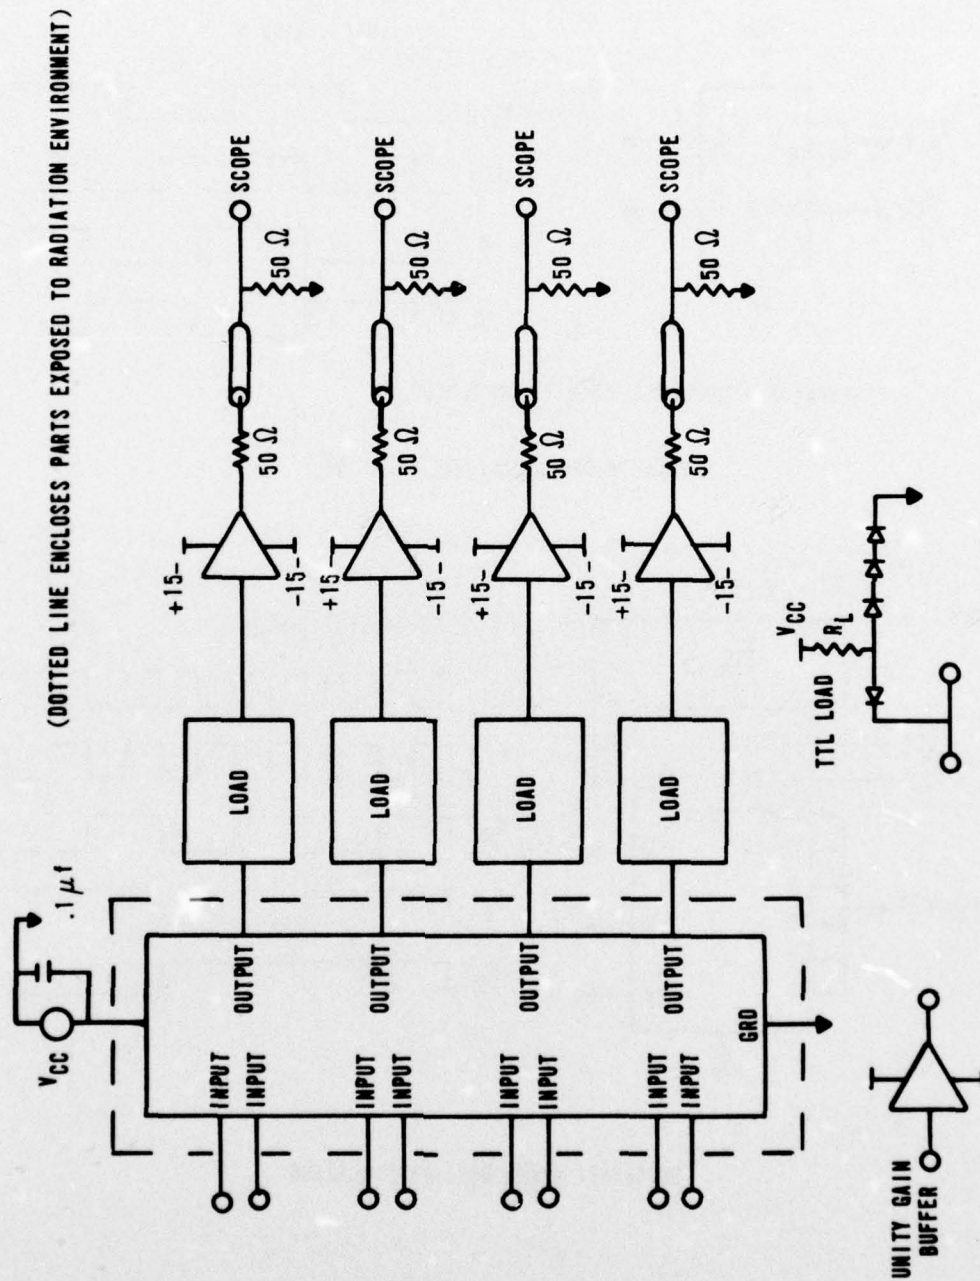 (DOTTED LINE ENCLOSES PARTS EXPOSED TO RADIATION ENVIRONMENT)
VCC
.1 μf
INPUT
INPUT
OUTPUT
LOAD
+15-
-15-
50 Ω
50 Ω
SCOPE
INPUT
INPUT
OUTPUT
LOAD
+15-
-15-
50 Ω
50 Ω
SCOPE
INPUT
INPUT
OUTPUT
LOAD
+15-
-15-
50 Ω
50 Ω
SCOPE
INPUT
INPUT
OUTPUT
LOAD
+15-
-15-
50 Ω
50 Ω
SCOPE
GRD
UNITY GAIN
BUFFER
TTL LOAD
VCC
RL